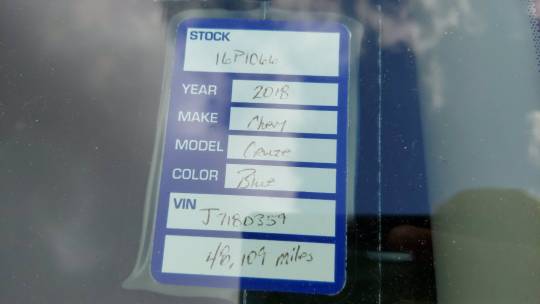 STOCK
16P1066
YEAR 2018
MAKE Chevy
MODEL Cruze
COLOR Blue
VIN J7180359
48,109 miles